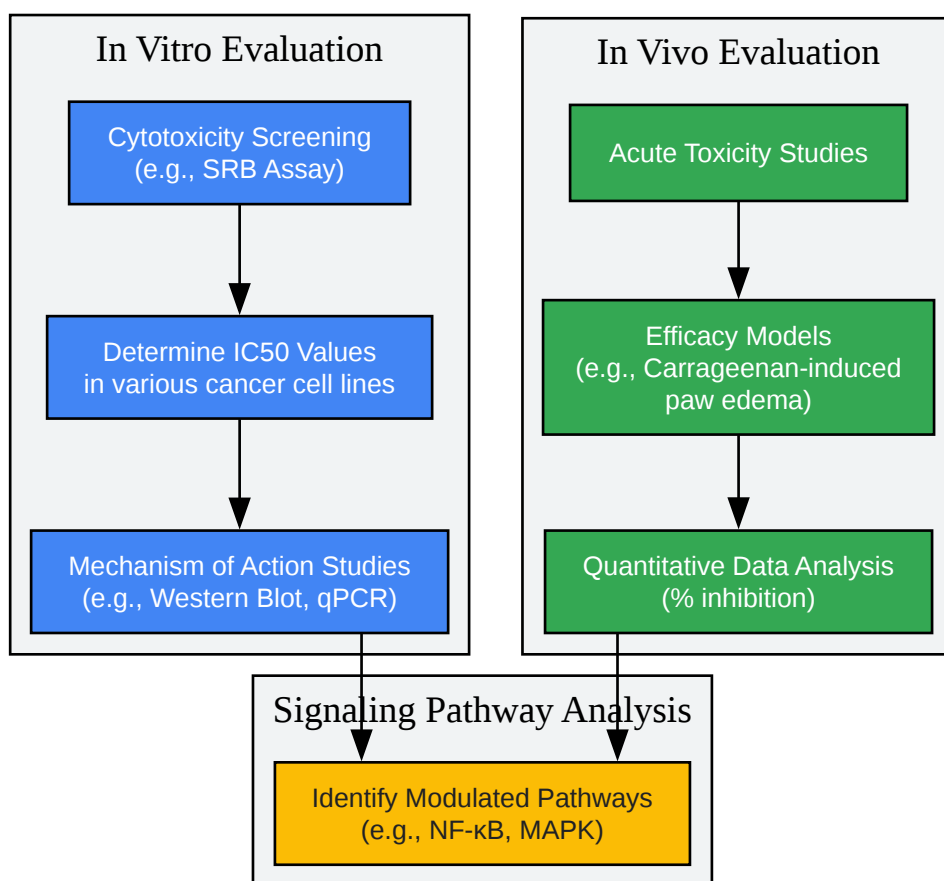 In Vitro Evaluation
Cytotoxicity Screening
(e.g., SRB Assay)
Determine IC50 Values
in various cancer cell lines
Mechanism of Action Studies
(e.g., Western Blot, qPCR)
In Vivo Evaluation
Acute Toxicity Studies
Efficacy Models
(e.g., Carrageenan-induced
paw edema)
Quantitative Data Analysis
(% inhibition)
Signaling Pathway Analysis
Identify Modulated Pathways
(e.g., NF-κB, MAPK)